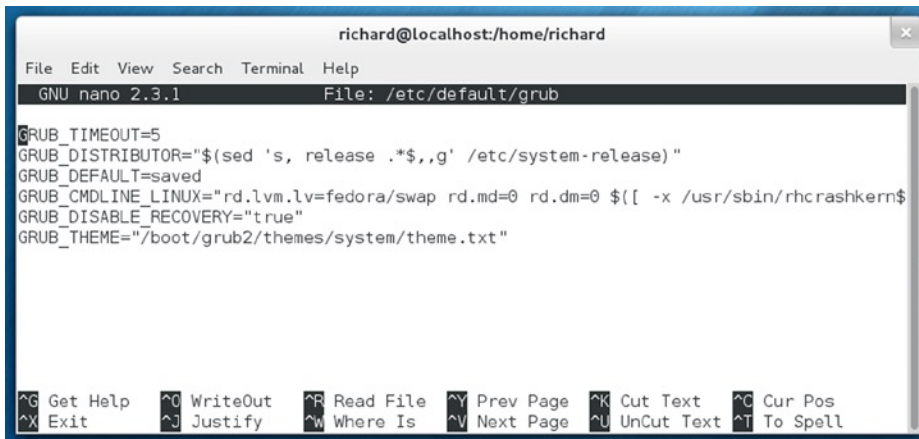 richard@localhost:/home/richard
File Edit View Search Terminal Help
GNU nano 2.3.1 File: /etc/default/grub
GRUB_TIMEOUT=5
GRUB_DISTRIBUTOR="$(sed 's, release .*$,,g' /etc/system-release)"
GRUB_DEFAULT=saved
GRUB_CMDLINE_LINUX="rd.lvm.lv=fedora/swap rd.md=0 rd.dm=0 $([ -x /usr/sbin/rhcrashkern$
GRUB_DISABLE_RECOVERY="true"
GRUB_THEME="/boot/grub2/themes/system/theme.txt"
^G Get Help ^O WriteOut ^R Read File ^Y Prev Page ^K Cut Text ^C Cur Pos
^X Exit ^J Justify ^W Where Is ^V Next Page ^U UnCut Text ^T To Spell